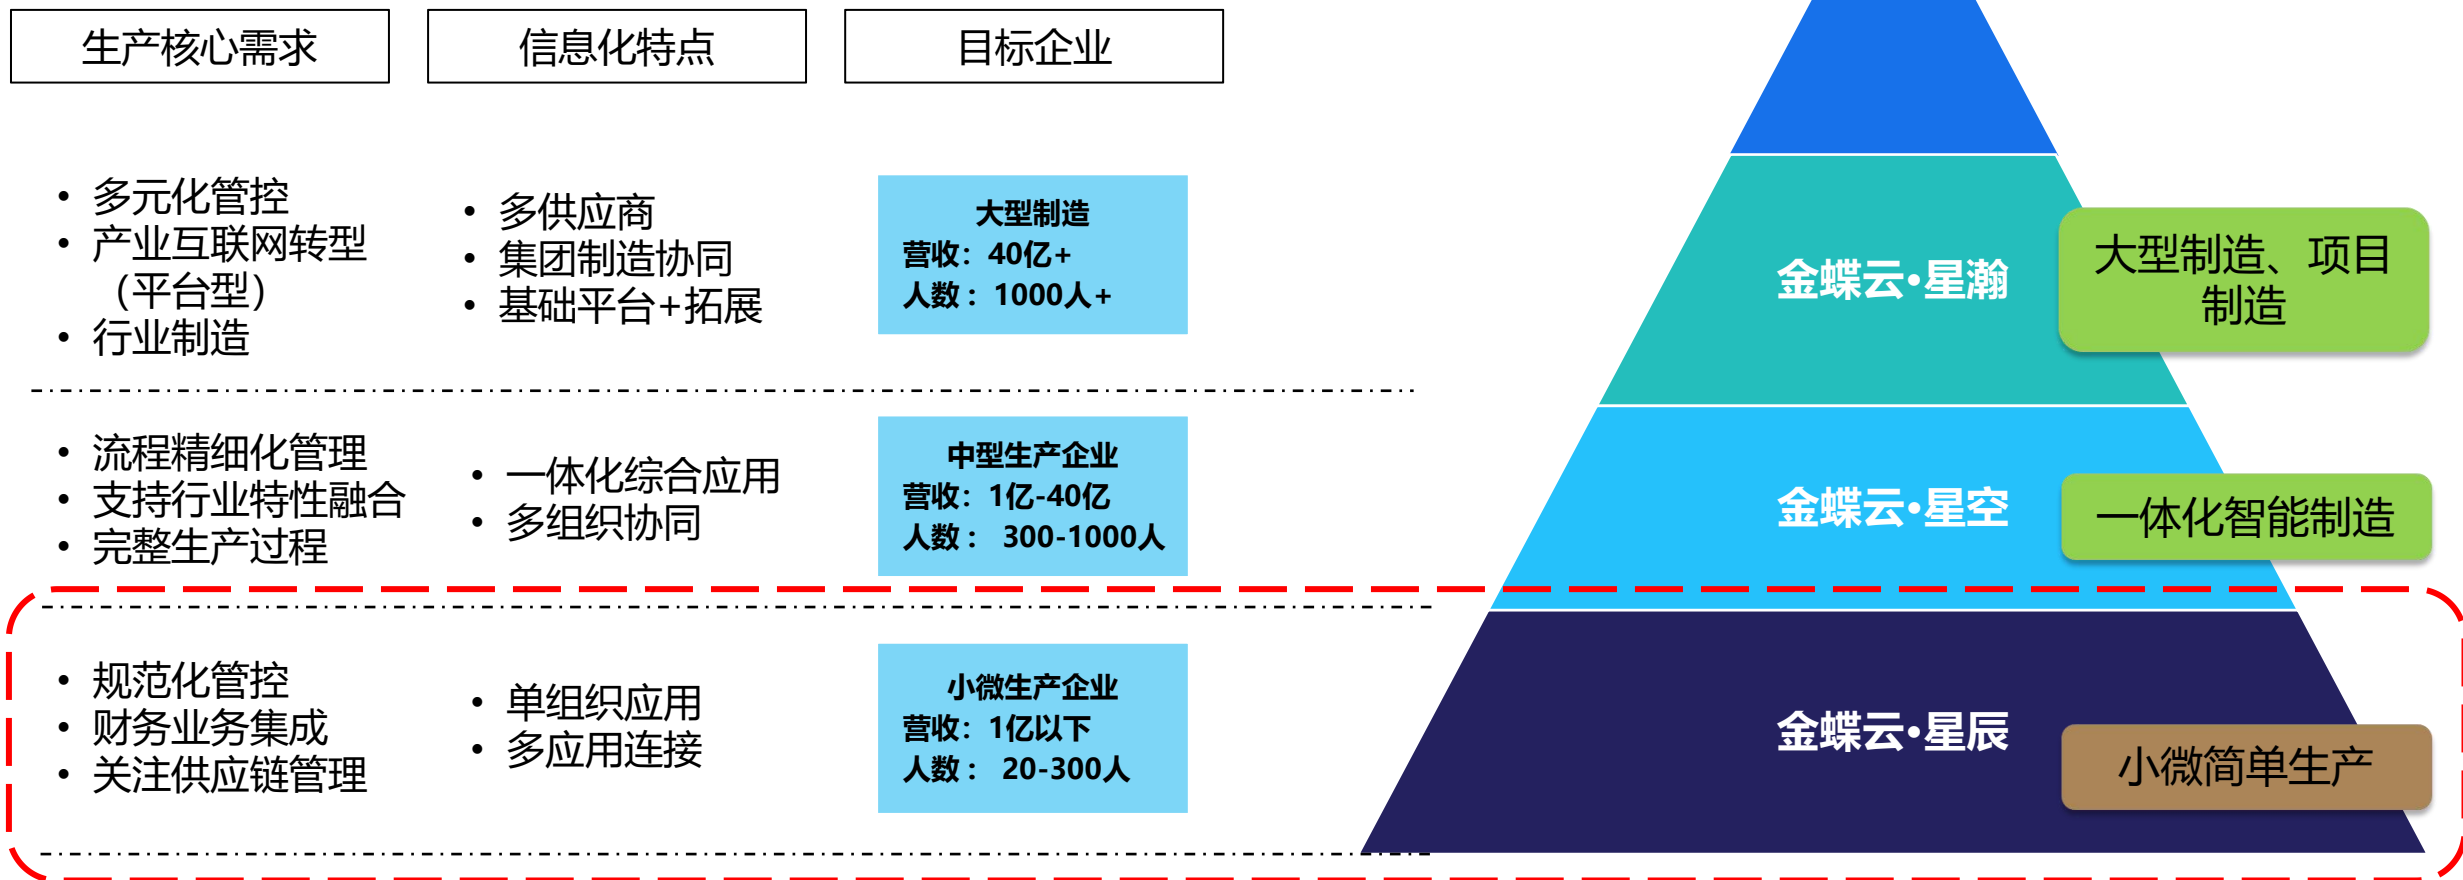 生产核心需求
信息化特点
目标企业
• 多元化管控
• 产业互联网转型
（平台型）
• 行业制造
• 多供应商
• 集团制造协同
• 基础平台+拓展
大型制造
营收：40亿+
人数：1000人+
金蝶云·星瀚
大型制造、项目
制造
• 流程精细化管理
• 支持行业特性融合
• 完整生产过程
• 一体化综合应用
• 多组织协同
中型生产企业
营收：1亿-40亿
人数： 300-1000人
金蝶云·星空
一体化智能制造
• 规范化管控
• 财务业务集成
• 关注供应链管理
• 单组织应用
• 多应用连接
小微生产企业
营收：1亿以下
人数： 20-300人
金蝶云·星辰
小微简单生产